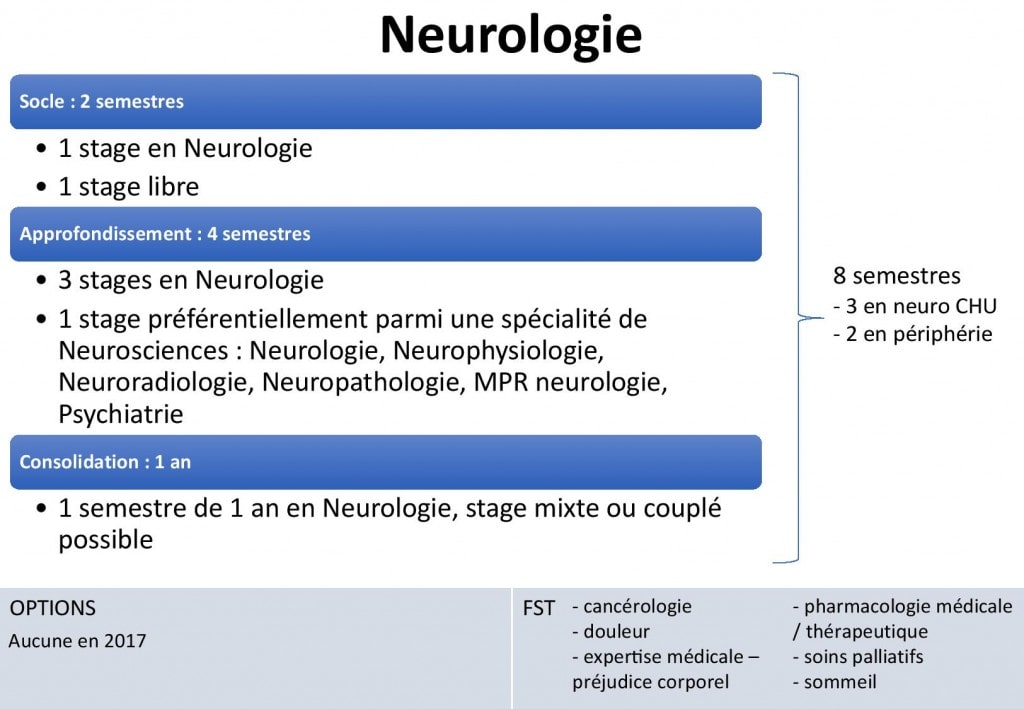 Neurologie
Socle : 2 semestres
• 1 stage en Neurologie
• 1 stage libre
Approfondissement : 4 semestres
• 3 stages en Neurologie
• 1 stage préférentiellement parmi une spécialité de
Neurosciences : Neurologie, Neurophysiologie,
Neuroradiologie, Neuropathologie, MPR neurologie,
Psychiatrie
Consolidation : 1 an
• 1 semestre de 1 an en Neurologie, stage mixte ou couplé
possible
8 semestres
- 3 en neuro CHU
- 2 en périphérie
OPTIONS
Aucune en 2017
FST
- cancérologie
- douleur
- expertise médicale –
préjudice corporel
- pharmacologie médicale
/ thérapeutique
- soins palliatifs
- sommeil